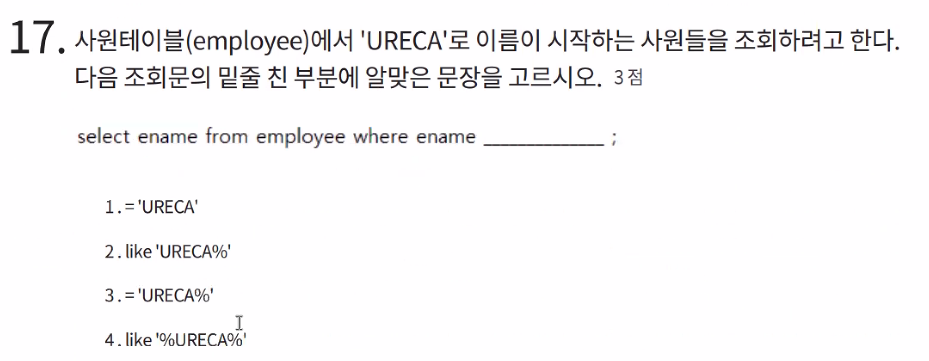 17. 사원테이블(employee)에서 'URECA'로 이름이 시작하는 사원들을 조회하려고 한다.
다음 조회문의 밑줄 친 부분에 알맞은 문장을 고르시오. 3점
select ename from employee where ename ______________ ;
1. = 'URECA'
2. like 'URECA%'
3. = 'URECA%'
4. like '%URECA%'